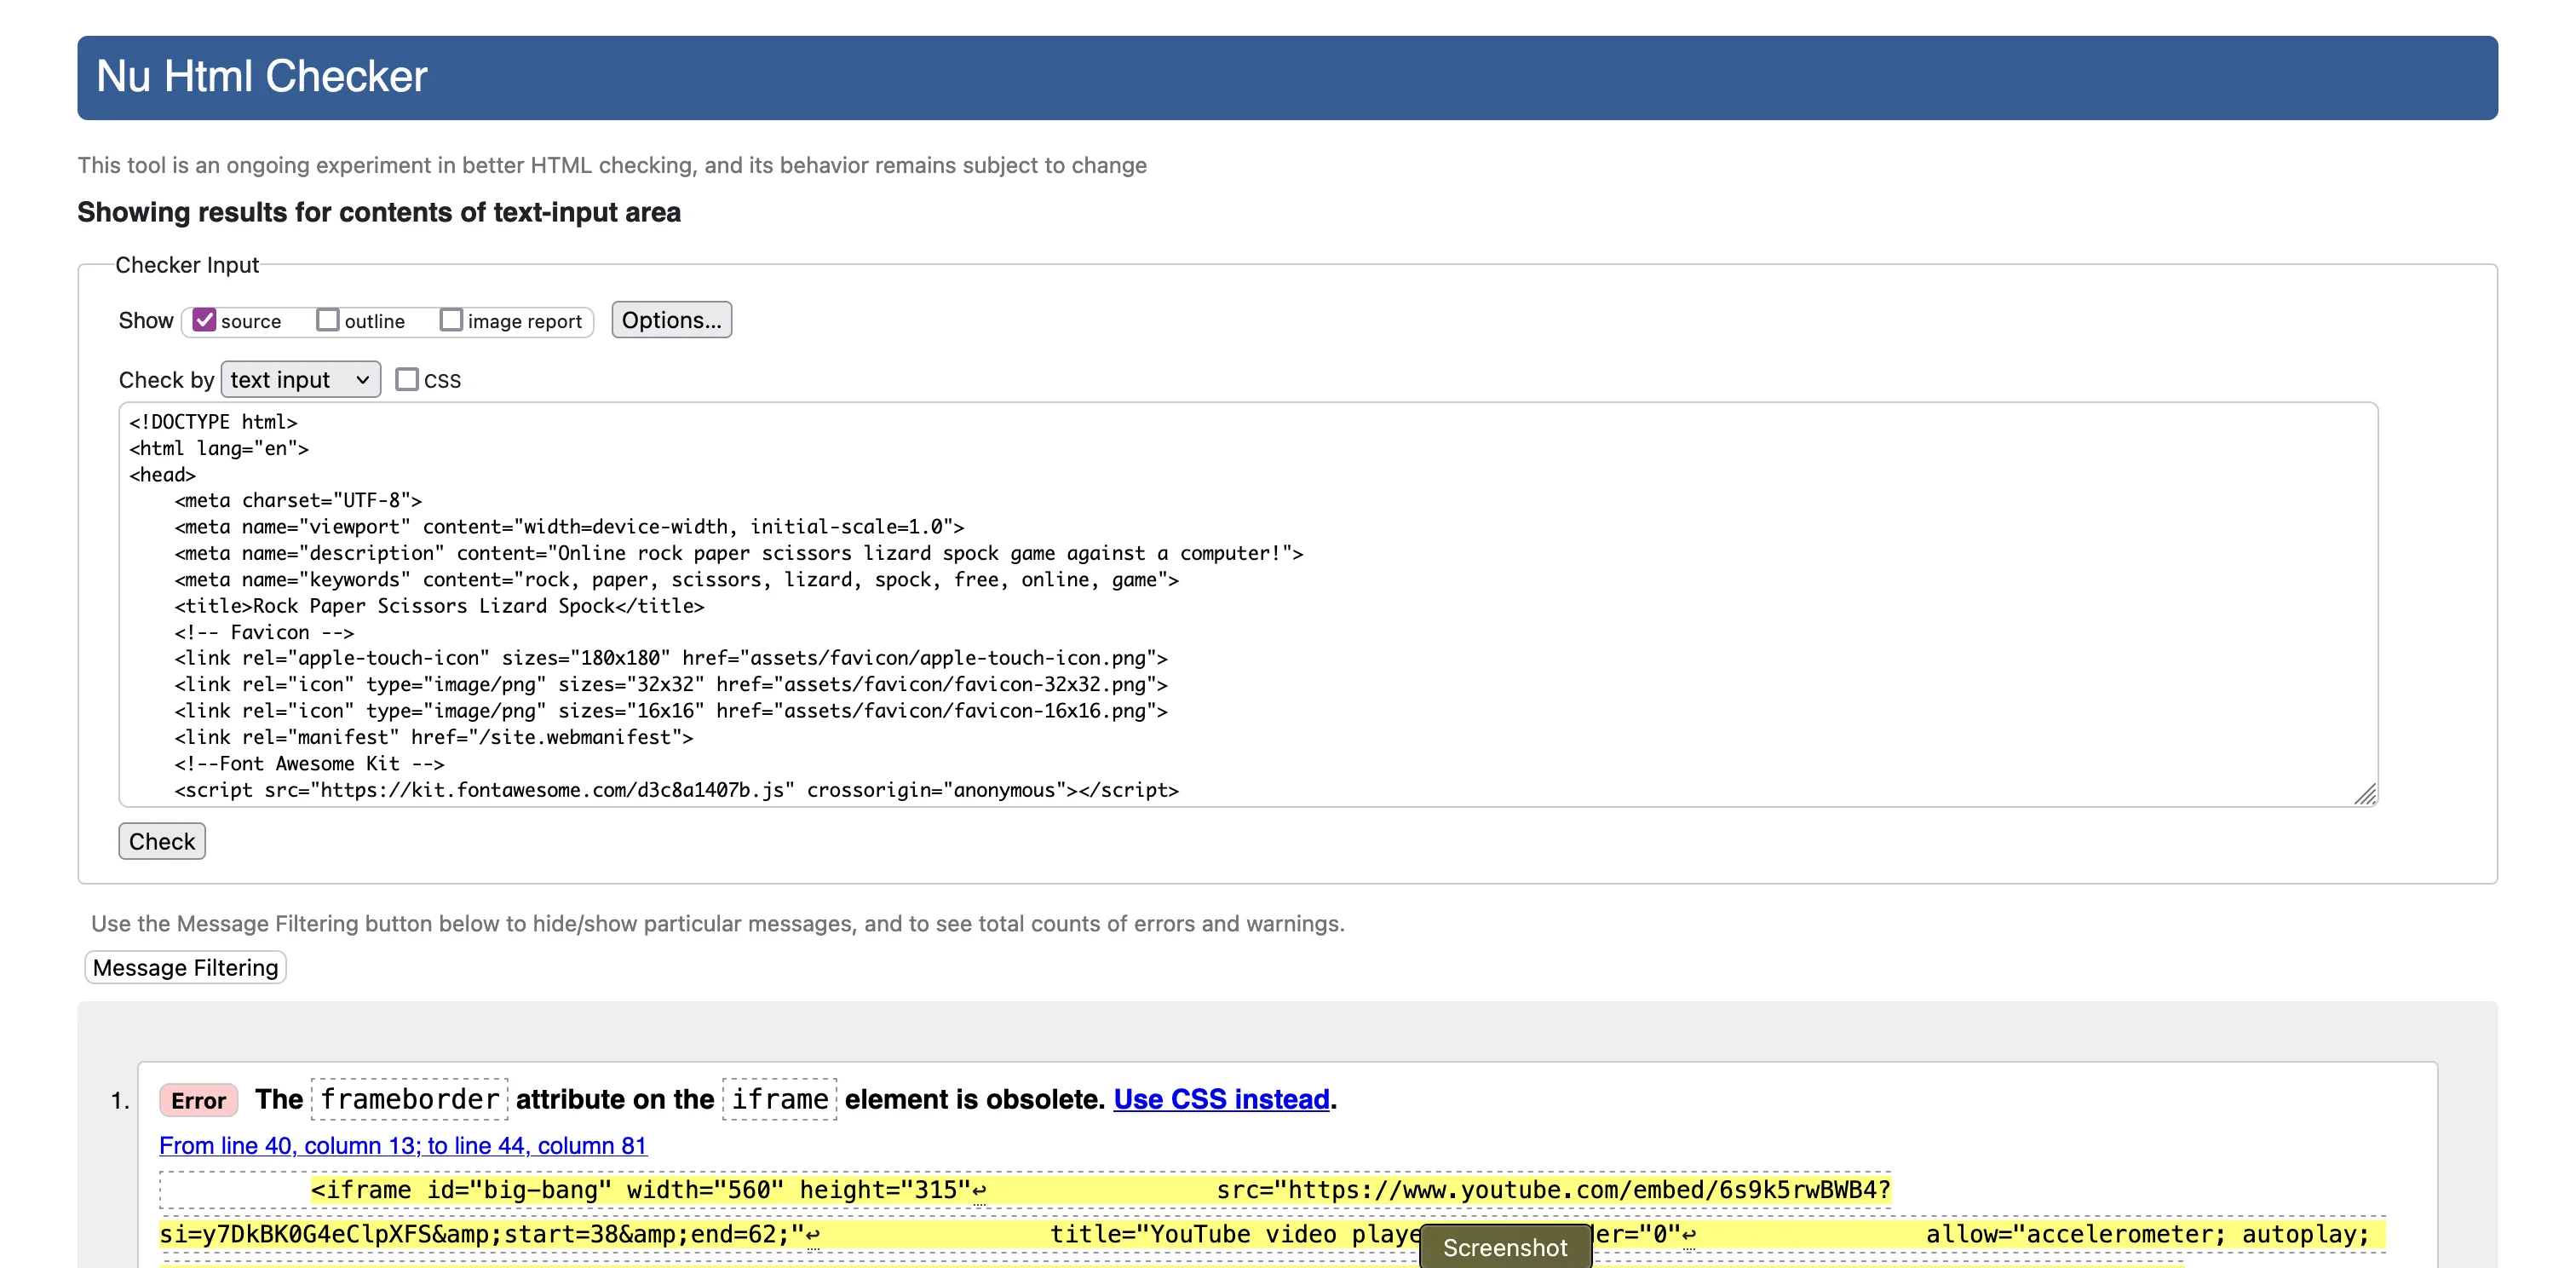 Nu Html Checker
This tool is an ongoing experiment in better HTML checking, and its behavior remains subject to change
Showing results for contents of text-input area
Checker Input
Show source outline image report Options...
Check by text input css
<!DOCTYPE html>
<html lang="en">
<head>
    <meta charset="UTF-8">
    <meta name="viewport" content="width=device-width, initial-scale=1.0">
    <meta name="description" content="Online rock paper scissors lizard spock game against a computer!">
    <meta name="keywords" content="rock, paper, scissors, lizard, spock, free, online, game">
    <title>Rock Paper Scissors Lizard Spock</title>
    <!-- Favicon -->
    <link rel="apple-touch-icon" sizes="180x180" href="assets/favicon/apple-touch-icon.png">
    <link rel="icon" type="image/png" sizes="32x32" href="assets/favicon/favicon-32x32.png">
    <link rel="icon" type="image/png" sizes="16x16" href="assets/favicon/favicon-16x16.png">
    <link rel="manifest" href="/site.webmanifest">
    <!--Font Awesome Kit -->
    <script src="https://kit.fontawesome.com/d3c8a1407b.js" crossorigin="anonymous"></script>
Check
Use the Message Filtering button below to hide/show particular messages, and to see total counts of errors and warnings.
Message Filtering
1. Error The frameborder attribute on the iframe element is obsolete. Use CSS instead.
From line 40, column 13; to line 44, column 81
<iframe id="big-bang" width="560" height="315"↩ src="https://www.youtube.com/embed/6s9k5rwBWB4?
si=y7DkBK0G4eClpXFS&amp;start=38&amp;end=62;"↩ title="YouTube video playe Screenshot er="0"↩ allow="accelerometer; autoplay;